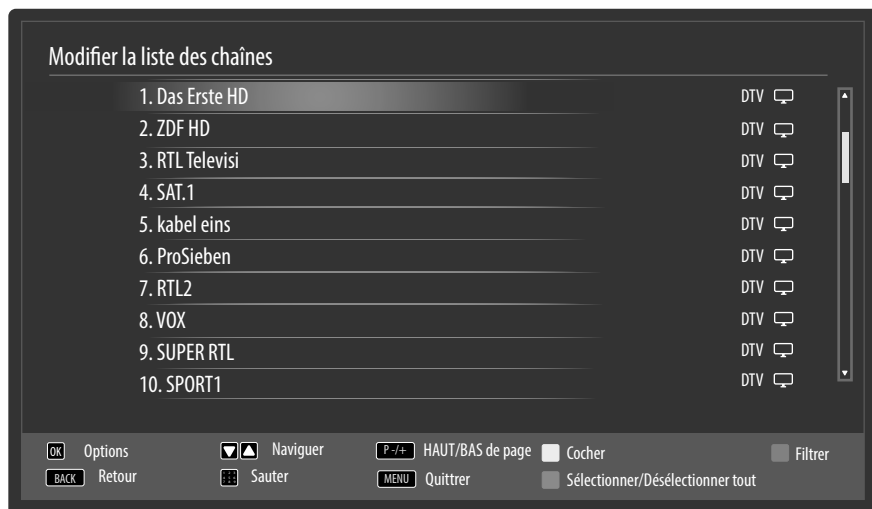 Modifier la liste des chaînes
1. Das Erste HD DTV
2. ZDF HD DTV
3. RTL Televisi DTV
4. SAT.1 DTV
5. kabel eins DTV
6. ProSieben DTV
7. RTL2 DTV
8. VOX DTV
9. SUPER RTL DTV
10. SPORT1 DTV
OK Options Naviguer P -/+ HAUT/BAS de page Cocher Filtrer
BACK Retour Sauter MENU Quittrer Sélectionner/Désélectionner tout